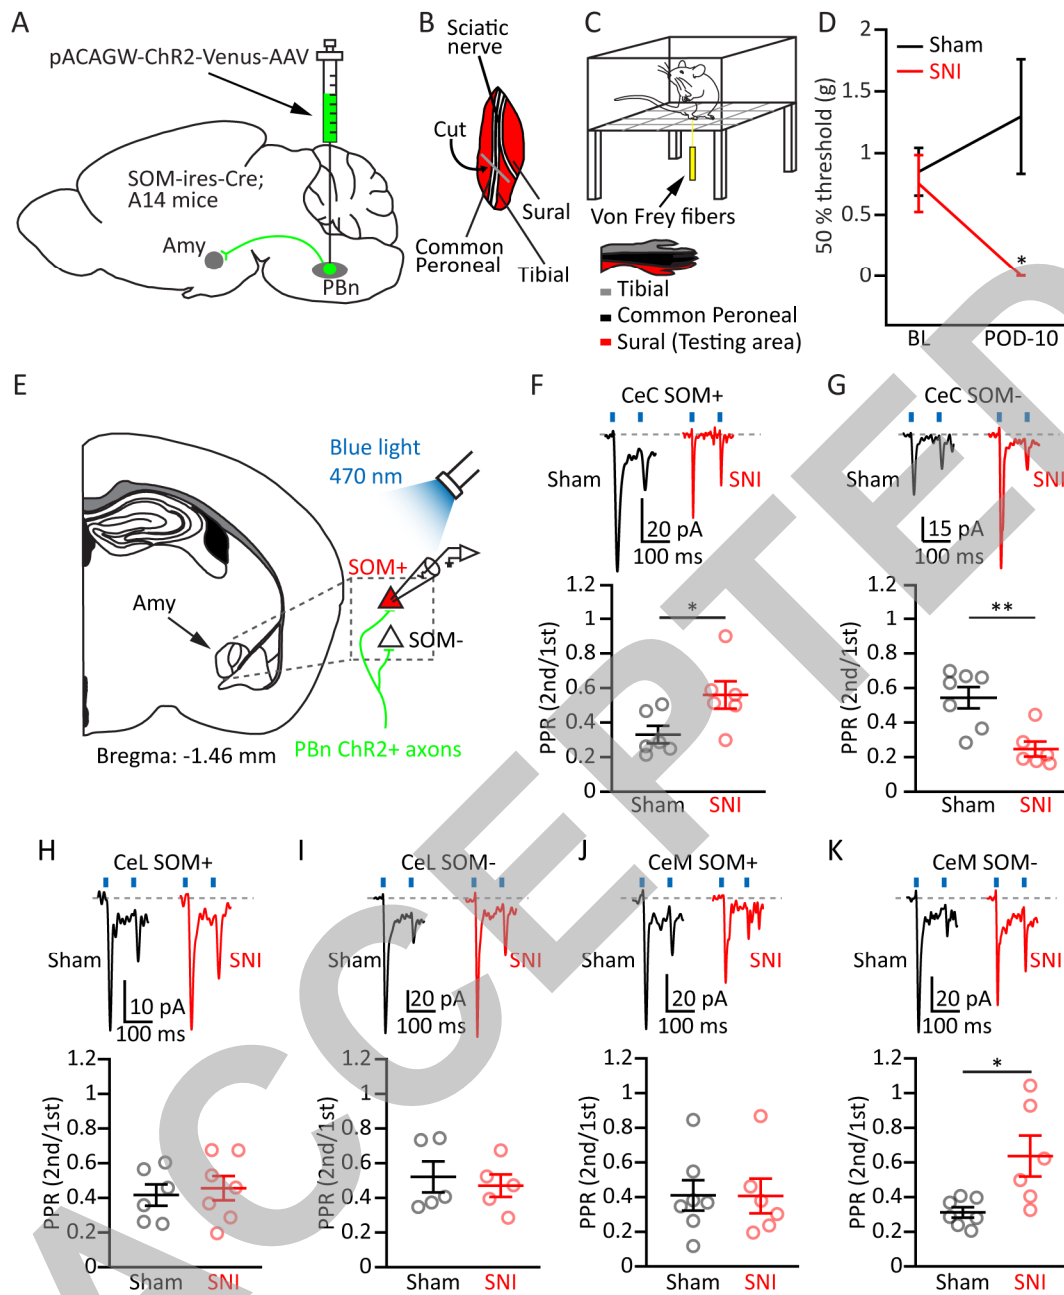 A
pACAGW-ChR2-Venus-AAV
SOM-ires-Cre;
A14 mice
Amy
PBn
B
Sciatic
nerve
Cut
Sural
Common
Peroneal
Tibial
C
Von Frey fibers
Tibial
Common Peroneal
Sural (Testing area)
D
Sham
SNI
50 % threshold (g)
2
1.5
1
0.5
0
*
BL
POD-10
E
Blue light
470 nm
SOM+
Amy
SOM-
Bregma: -1.46 mm
PBn ChR2+ axons
F
CeC SOM+
Sham
SNI
20 pA
100 ms
PPR (2nd/1st)
1.2
1
0.8
0.6
0.4
0.2
0
*
Sham
SNI
G
CeC SOM-
Sham
SNI
15 pA
100 ms
PPR (2nd/1st)
1.2
1
0.8
0.6
0.4
0.2
0
**
Sham
SNI
H
CeL SOM+
Sham
SNI
10 pA
100 ms
PPR (2nd/1st)
1.2
1
0.8
0.6
0.4
0.2
0
Sham
SNI
I
CeL SOM-
Sham
SNI
20 pA
100 ms
PPR (2nd/1st)
1.2
1
0.8
0.6
0.4
0.2
0
Sham
SNI
J
CeM SOM+
Sham
SNI
20 pA
100 ms
PPR (2nd/1st)
1.2
1
0.8
0.6
0.4
0.2
0
Sham
SNI
K
CeM SOM-
Sham
SNI
20 pA
100 ms
PPR (2nd/1st)
1.2
1
0.8
0.6
0.4
0.2
0
*
Sham
SNI
ACCEPTED